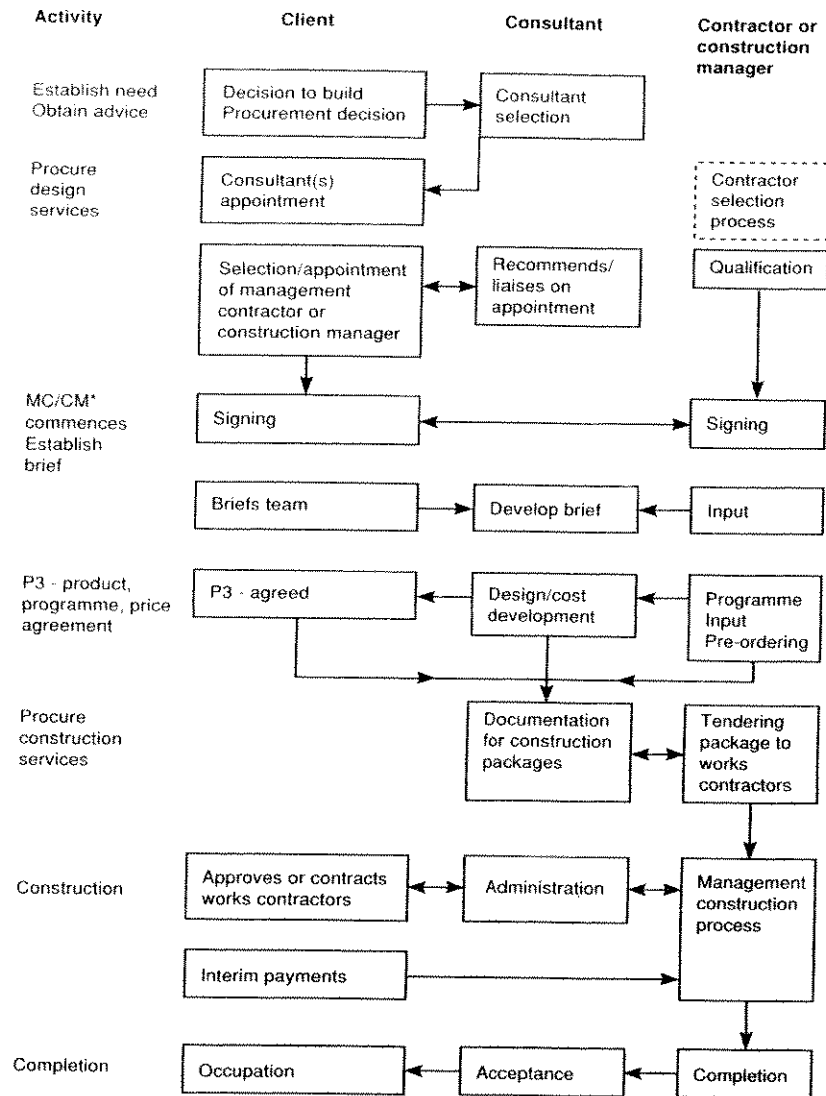 Activity
Client
Consultant
Contractor or
construction
manager
Establish need
Obtain advice
Decision to build
Procurement decision
Consultant
selection
Procure
design
services
Consultant(s)
appointment
Contractor
selection
process
Selection/appointment
of management
contractor or
construction manager
Recommends/
liaises on
appointment
Qualification
MC/CM*
commences
Establish
brief
Signing
Signing
Briefs team
Develop brief
Input
P3 - product,
programme, price
agreement
P3 - agreed
Design/cost
development
Programme
Input
Pre-ordering
Procure
construction
services
Documentation
for construction
packages
Tendering
package to
works
contractors
Construction
Approves or contracts
works contractors
Administration
Management
construction
process
Interim payments
Completion
Occupation
Acceptance
Completion